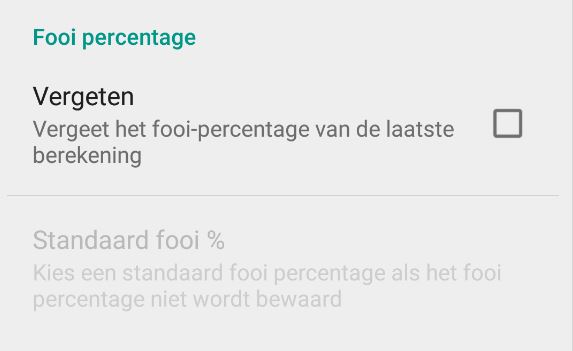 Fooi percentage
Vergeten
Vergeet het fooi-percentage van de laatste
berekening
Standaard fooi %
Kies een standaard fooi percentage als het fooi
percentage niet wordt bewaard